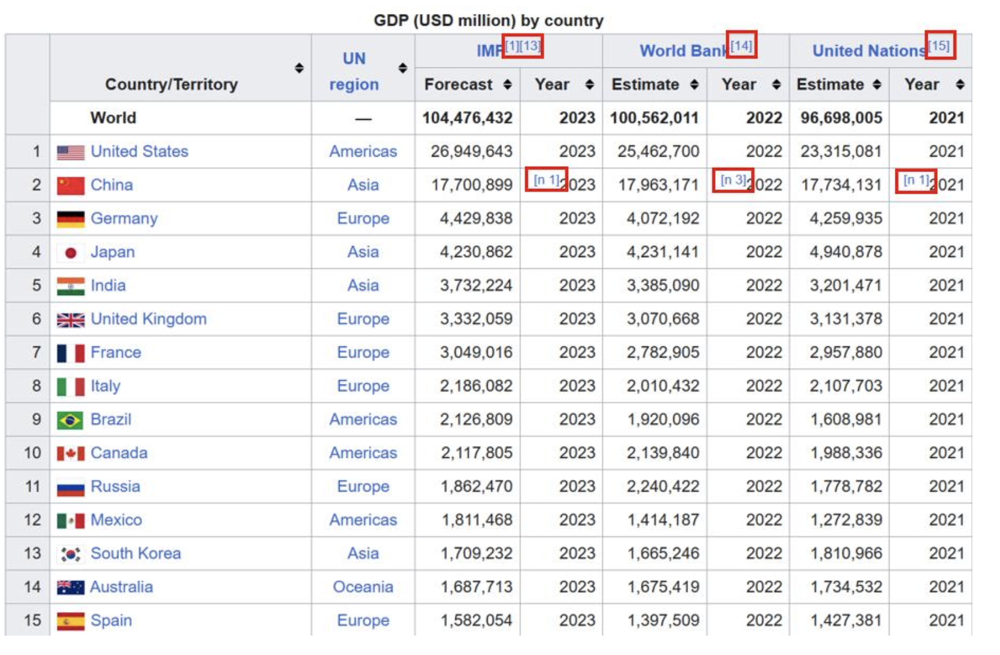 GDP (USD million) by country
Country/Territory UN region IMF[1][13] World Bank[14] United Nations[15]
Forecast Year Estimate Year Estimate Year
World — 104,476,432 2023 100,562,011 2022 96,698,005 2021
1 United States Americas 26,949,643 2023 25,462,700 2022 23,315,081 2021
2 China Asia 17,700,899 [n 1]2023 17,963,171 [n 3]2022 17,734,131 [n 1]2021
3 Germany Europe 4,429,838 2023 4,072,192 2022 4,259,935 2021
4 Japan Asia 4,230,862 2023 4,231,141 2022 4,940,878 2021
5 India Asia 3,732,224 2023 3,385,090 2022 3,201,471 2021
6 United Kingdom Europe 3,332,059 2023 3,070,668 2022 3,131,378 2021
7 France Europe 3,049,016 2023 2,782,905 2022 2,957,880 2021
8 Italy Europe 2,186,082 2023 2,010,432 2022 2,107,703 2021
9 Brazil Americas 2,126,809 2023 1,920,096 2022 1,608,981 2021
10 Canada Americas 2,117,805 2023 2,139,840 2022 1,988,336 2021
11 Russia Europe 1,862,470 2023 2,240,422 2022 1,778,782 2021
12 Mexico Americas 1,811,468 2023 1,414,187 2022 1,272,839 2021
13 South Korea Asia 1,709,232 2023 1,665,246 2022 1,810,966 2021
14 Australia Oceania 1,687,713 2023 1,675,419 2022 1,734,532 2021
15 Spain Europe 1,582,054 2023 1,397,509 2022 1,427,381 2021